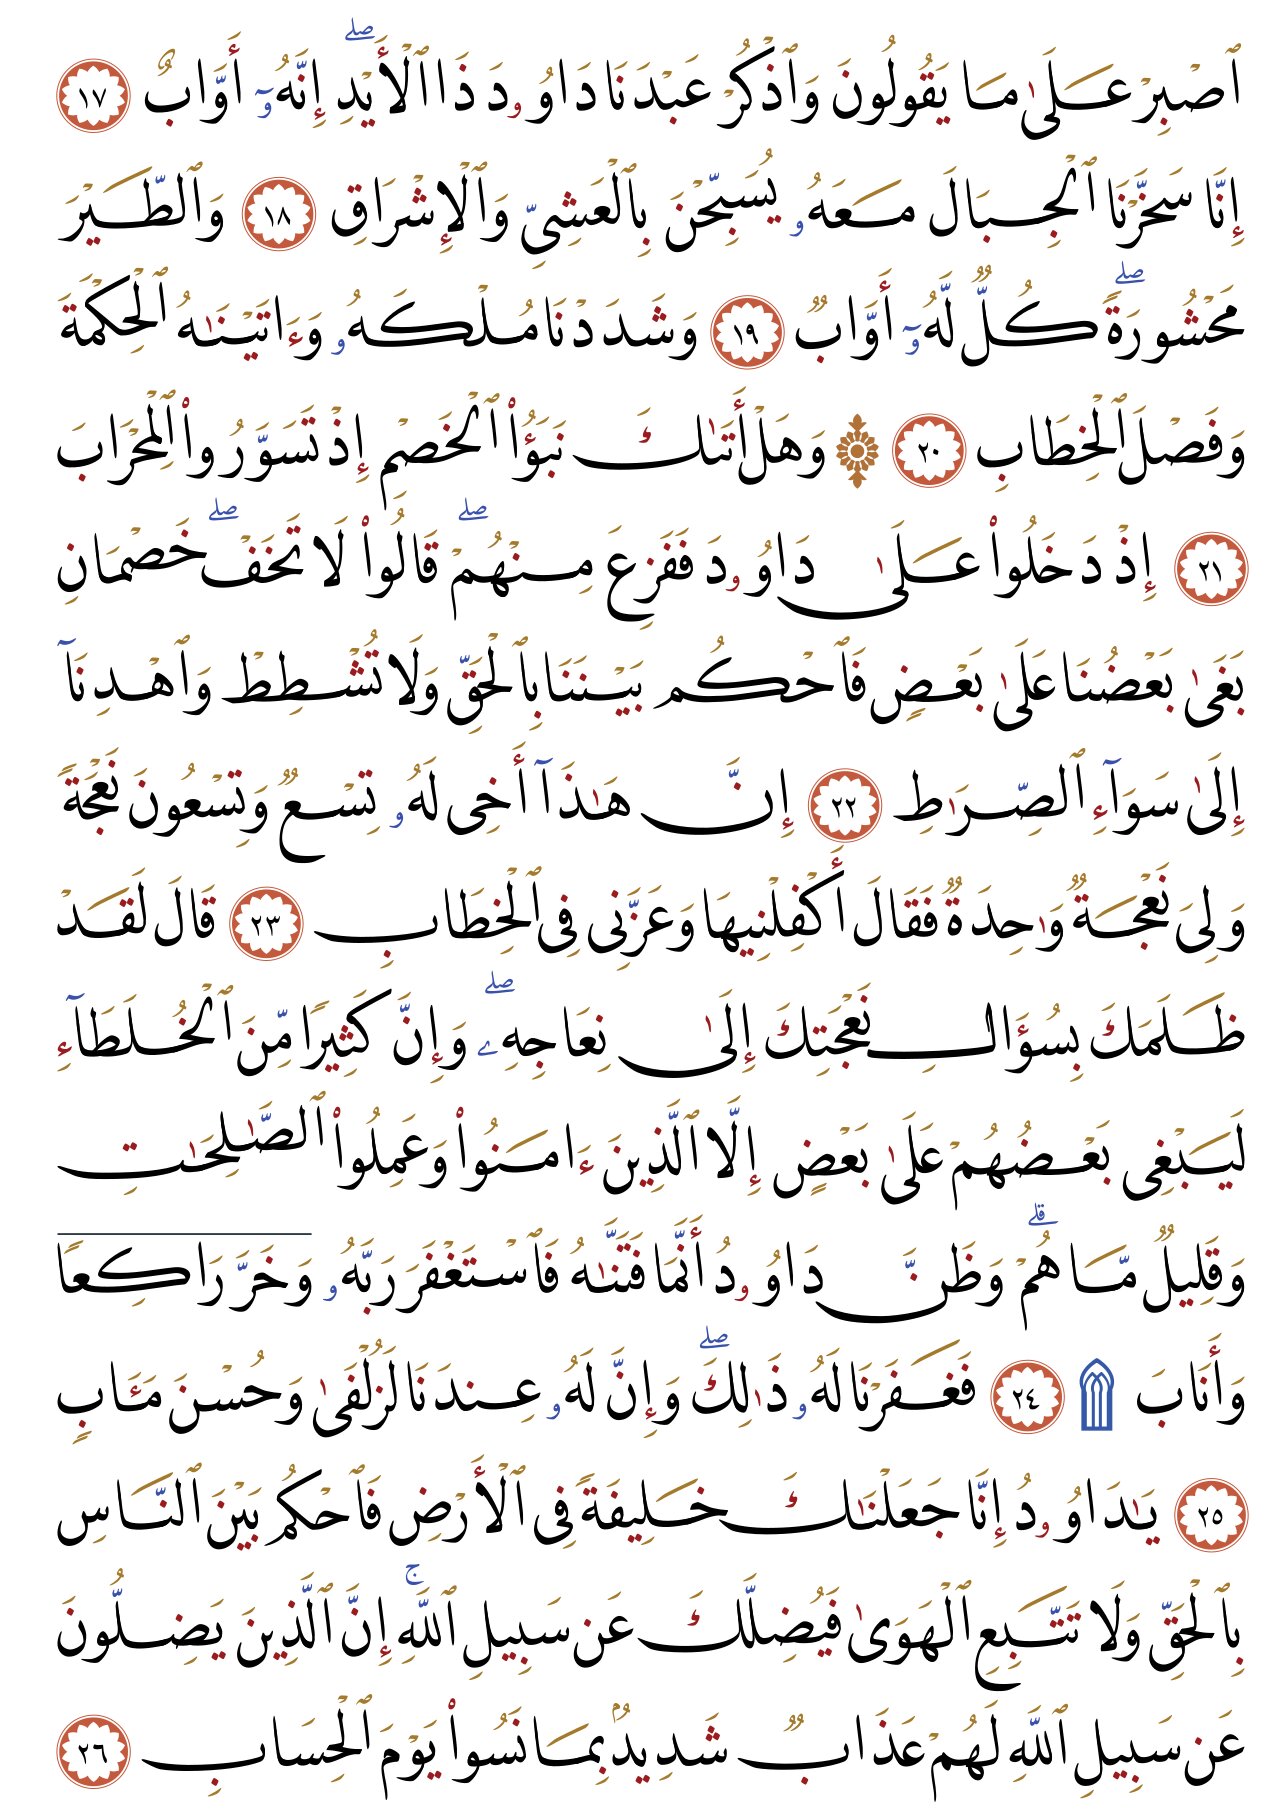 ٱصْبِرْ عَلَىٰ مَا يَقُولُونَ وَٱذْكُرْ عَبْدَنَا دَاوُۥدَ ذَا ٱلْأَيْدِ ۖ إِنَّهُۥٓ أَوَّابٌ ١٧
إِنَّا سَخَّرْنَا ٱلْجِبَالَ مَعَهُۥ يُسَبِّحْنَ بِٱلْعَشِىِّ وَٱلْإِشْرَاقِ ١٨ وَٱلطَّيْرَ
مَحْشُورَةً ۖ كُلٌّ لَّهُۥٓ أَوَّابٌ ١٩ وَشَدَدْنَا مُلْكَهُۥ وَءَاتَيْنَٰهُ ٱلْحِكْمَةَ
وَفَصْلَ ٱلْخِطَابِ ٢٠ ۞ وَهَلْ أَتَىٰكَ نَبَؤُا۟ ٱلْخَصْمِ إِذْ تَسَوَّرُوا۟ ٱلْمِحْرَابَ
٢١ إِذْ دَخَلُوا۟ عَلَىٰ دَاوُۥدَ فَفَزِعَ مِنْهُمْ ۖ قَالُوا۟ لَا تَخَفْ ۖ خَصْمَانِ
بَغَىٰ بَعْضُنَا عَلَىٰ بَعْضٍ فَٱحْكُم بَيْنَنَا بِٱلْحَقِّ وَلَا تُشْطِطْ وَٱهْدِنَآ
إِلَىٰ سَوَآءِ ٱلصِّرَٰطِ ٢٢ إِنَّ هَٰذَآ أَخِى لَهُۥ تِسْعٌ وَتِسْعُونَ نَعْجَةً
وَلِىَ نَعْجَةٌ وَٰحِدَةٌ فَقَالَ أَكْفِلْنِيهَا وَعَزَّنِى فِى ٱلْخِطَابِ ٢٣ قَالَ لَقَدْ
ظَلَمَكَ بِسُؤَالِ نَعْجَتِكَ إِلَىٰ نِعَاجِهِۦ ۖ وَإِنَّ كَثِيرًا مِّنَ ٱلْخُلَطَآءِ
لَيَبْغِى بَعْضُهُمْ عَلَىٰ بَعْضٍ إِلَّا ٱلَّذِينَ ءَامَنُوا۟ وَعَمِلُوا۟ ٱلصَّٰلِحَٰتِ
وَقَلِيلٌ مَّا هُمْ ۗ وَظَنَّ دَاوُۥدُ أَنَّمَا فَتَنَّٰهُ فَٱسْتَغْفَرَ رَبَّهُۥ وَخَرَّ رَاكِعًا
وَأَنَابَ ۩ ٢٤ فَغَفَرْنَا لَهُۥ ذَٰلِكَ ۖ وَإِنَّ لَهُۥ عِندَنَا لَزُلْفَىٰ وَحُسْنَ مَـَٔابٍ
٢٥ يَٰدَاوُۥدُ إِنَّا جَعَلْنَٰكَ خَلِيفَةً فِى ٱلْأَرْضِ فَٱحْكُم بَيْنَ ٱلنَّاسِ
بِٱلْحَقِّ وَلَا تَتَّبِعِ ٱلْهَوَىٰ فَيُضِلَّكَ عَن سَبِيلِ ٱللَّهِ ۚ إِنَّ ٱلَّذِينَ يَضِلُّونَ
عَن سَبِيلِ ٱللَّهِ لَهُمْ عَذَابٌ شَدِيدٌۢ بِمَا نَسُوا۟ يَوْمَ ٱلْحِسَابِ ٢٦